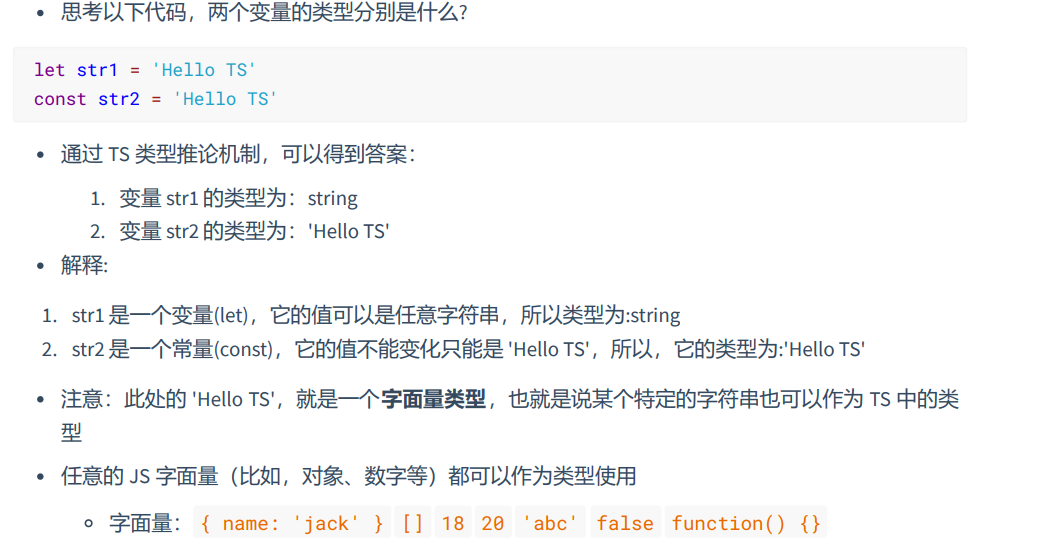 思考以下代码，两个变量的类型分别是什么?
let str1 = 'Hello TS'
const str2 = 'Hello TS'
通过 TS 类型推论机制，可以得到答案：
1. 变量 str1 的类型为：string
2. 变量 str2 的类型为：'Hello TS'
解释:
1. str1 是一个变量(let)，它的值可以是任意字符串，所以类型为:string
2. str2 是一个常量(const)，它的值不能变化只能是 'Hello TS'，所以，它的类型为:'Hello TS'
注意：此处的 'Hello TS'，就是一个字面量类型，也就是说某个特定的字符串也可以作为 TS 中的类
型
任意的 JS 字面量（比如，对象、数字等）都可以作为类型使用
字面量：{ name: 'jack' } [] 18 20 'abc' false function() {}